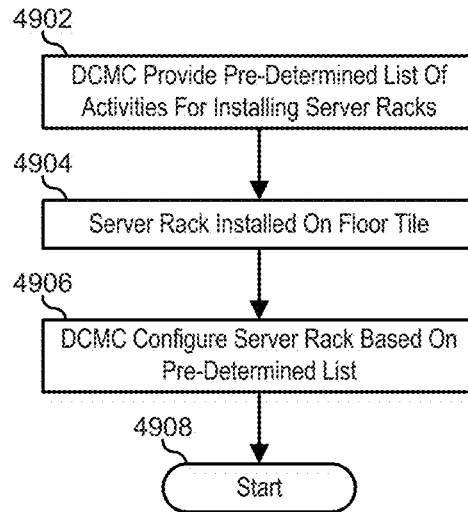 4902
DCMC Provide Pre-Determined List Of
Activities For Installing Server Racks
4904
Server Rack Installed On Floor Tile
4906
DCMC Configure Server Rack Based On
Pre-Determined List
4908
Start